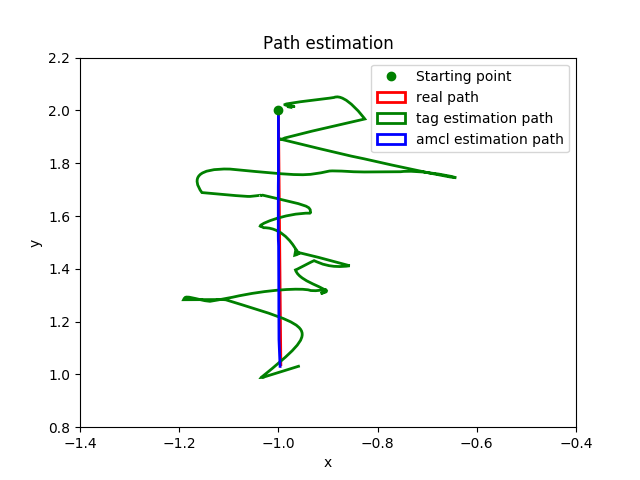 Path estimation
Starting point
real path
tag estimation path
amcl estimation path
2.2
2.0
1.8
1.6
1.4
1.2
1.0
0.8
y
−1.4 −1.2 −1.0 −0.8 −0.6 −0.4
x